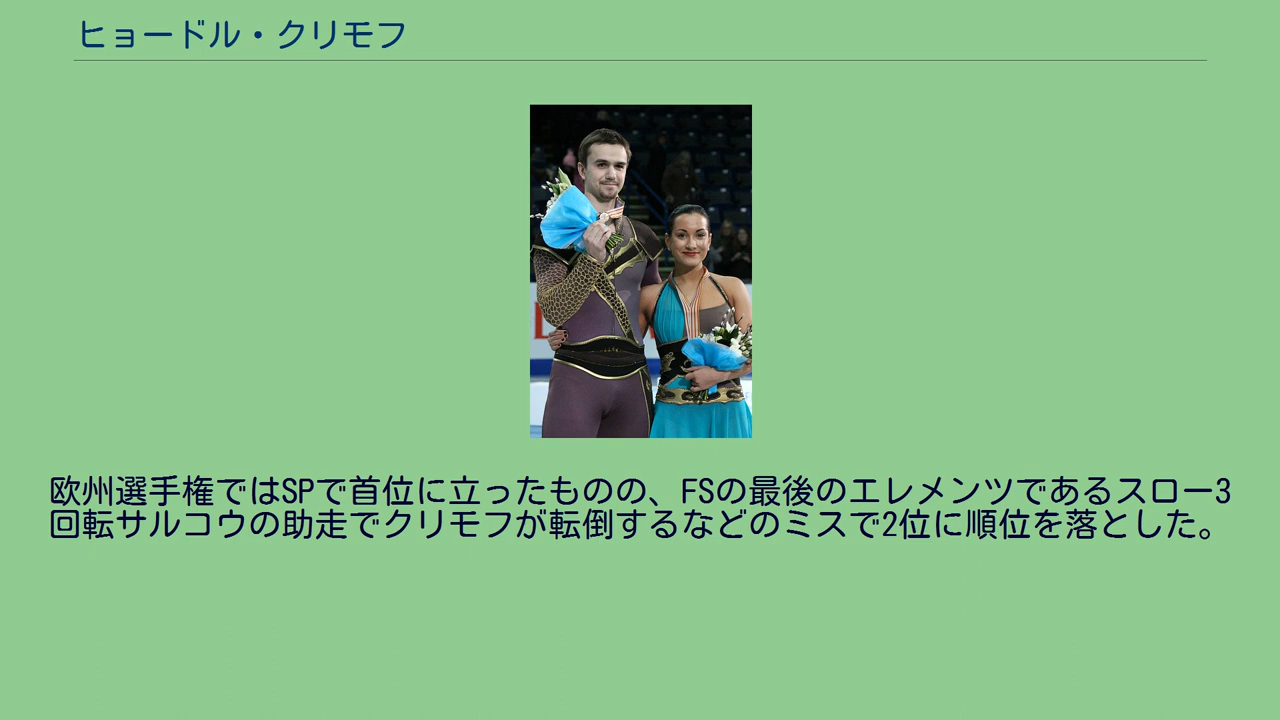 ヒョードル・クリモフ
欧州選手権ではSPで首位に立ったものの、FSの最後のエレメンツであるスロー3
回転サルコウの助走でクリモフが転倒するなどのミスで2位に順位を落とした。